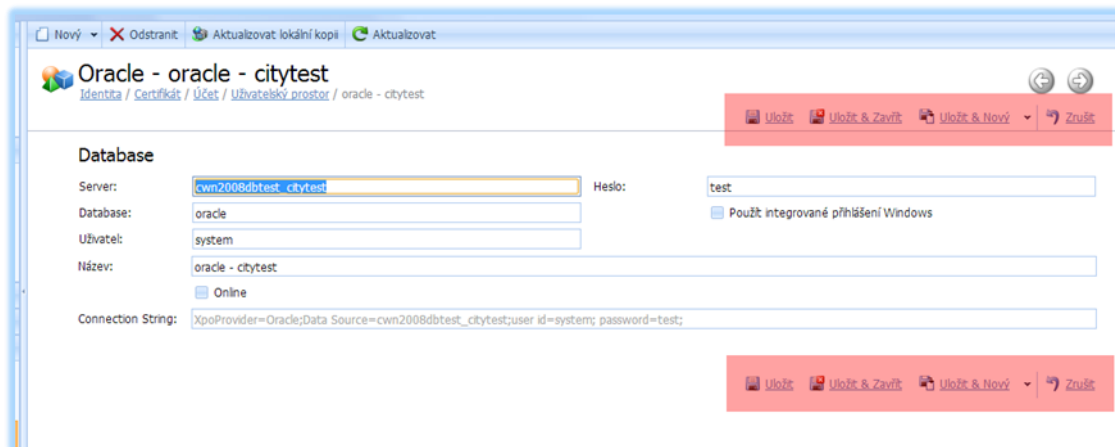 Nový Odstranit Aktualizovat lokální kopii Aktualizovat
Oracle - oracle - citytest
Identita / Certifikát / Účet / Uživatelský prostor / oracle - citytest
Uložit Uložit & Zavřít Uložit & Nový Zrušit
Database
Server: cwn2008dbtest_citytest Heslo: test
Database: oracle Použít integrované přihlášení Windows
Uživatel: system
Název: oracle - citytest
Online
Connection String: XpoProvider=Oracle;Data Source=cwn2008dbtest_citytest;user id=system; password=test;
Uložit Uložit & Zavřít Uložit & Nový Zrušit